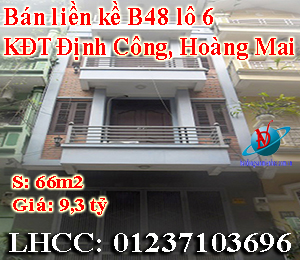 Bán liền kề B48 lô 6
KĐT Định Công, Hoàng Mai
S: 66m2
Giá: 9,3 tỷ
LHCC: 01237103696